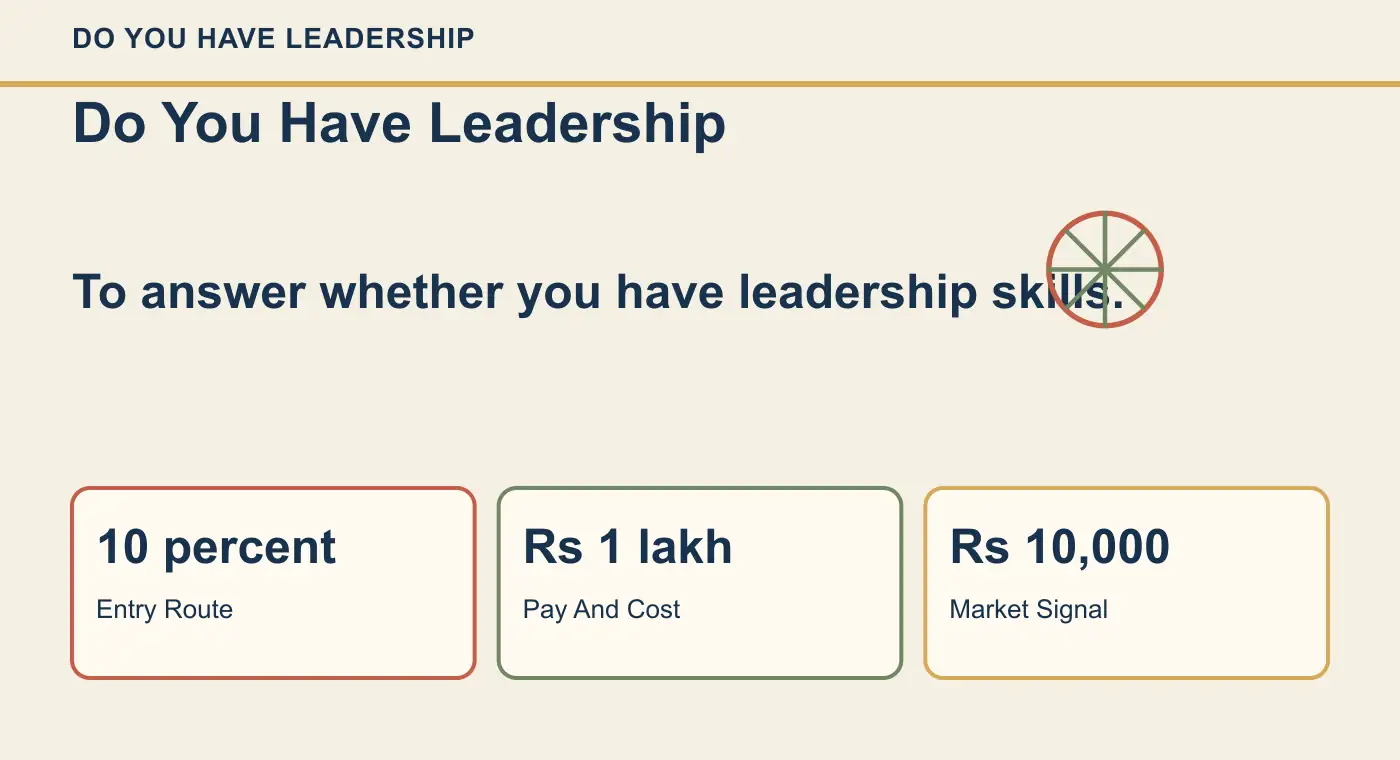 DO YOU HAVE LEADERSHIP
Do You Have Leadership
To answer whether you have leadership skills.
10 percent
Entry Route
Rs 1 lakh
Pay And Cost
Rs 10,000
Market Signal